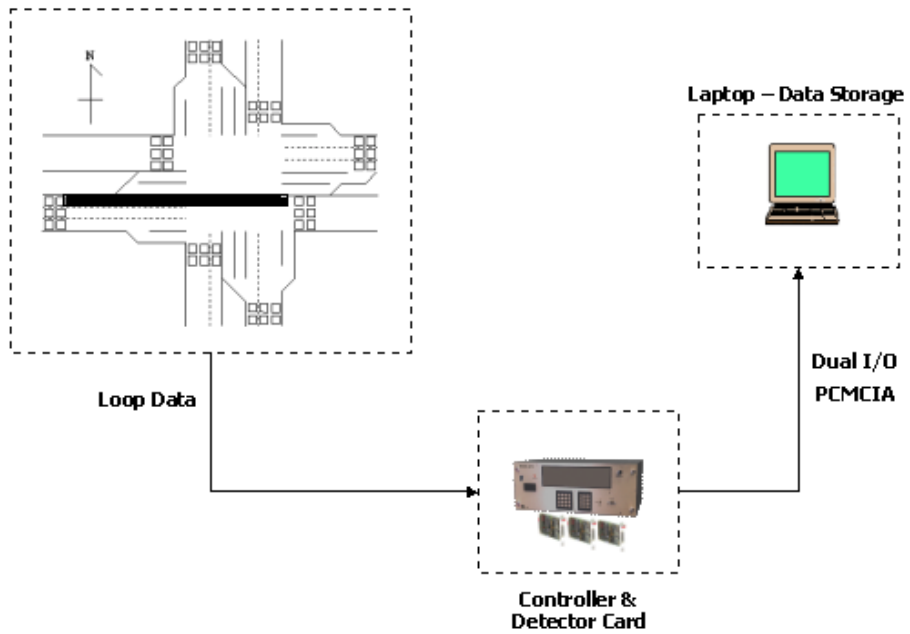 N
Laptop – Data Storage
Loop Data
Dual I/O
PCMCIA
Controller &
Detector Card